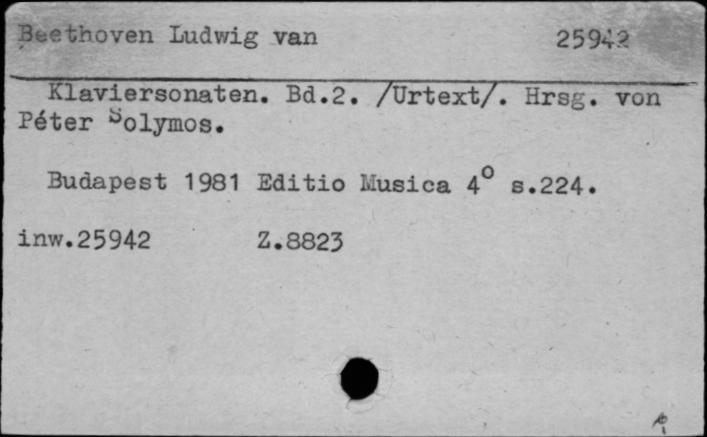 Beethoven Ludwig van 25942
Klaviersonaten. Bd.2. /Urtext/. Hrsg. von
Péter Solymos.
Budapest 1981 Editio Musica 4° s.224.
inw.25942 Z.8823